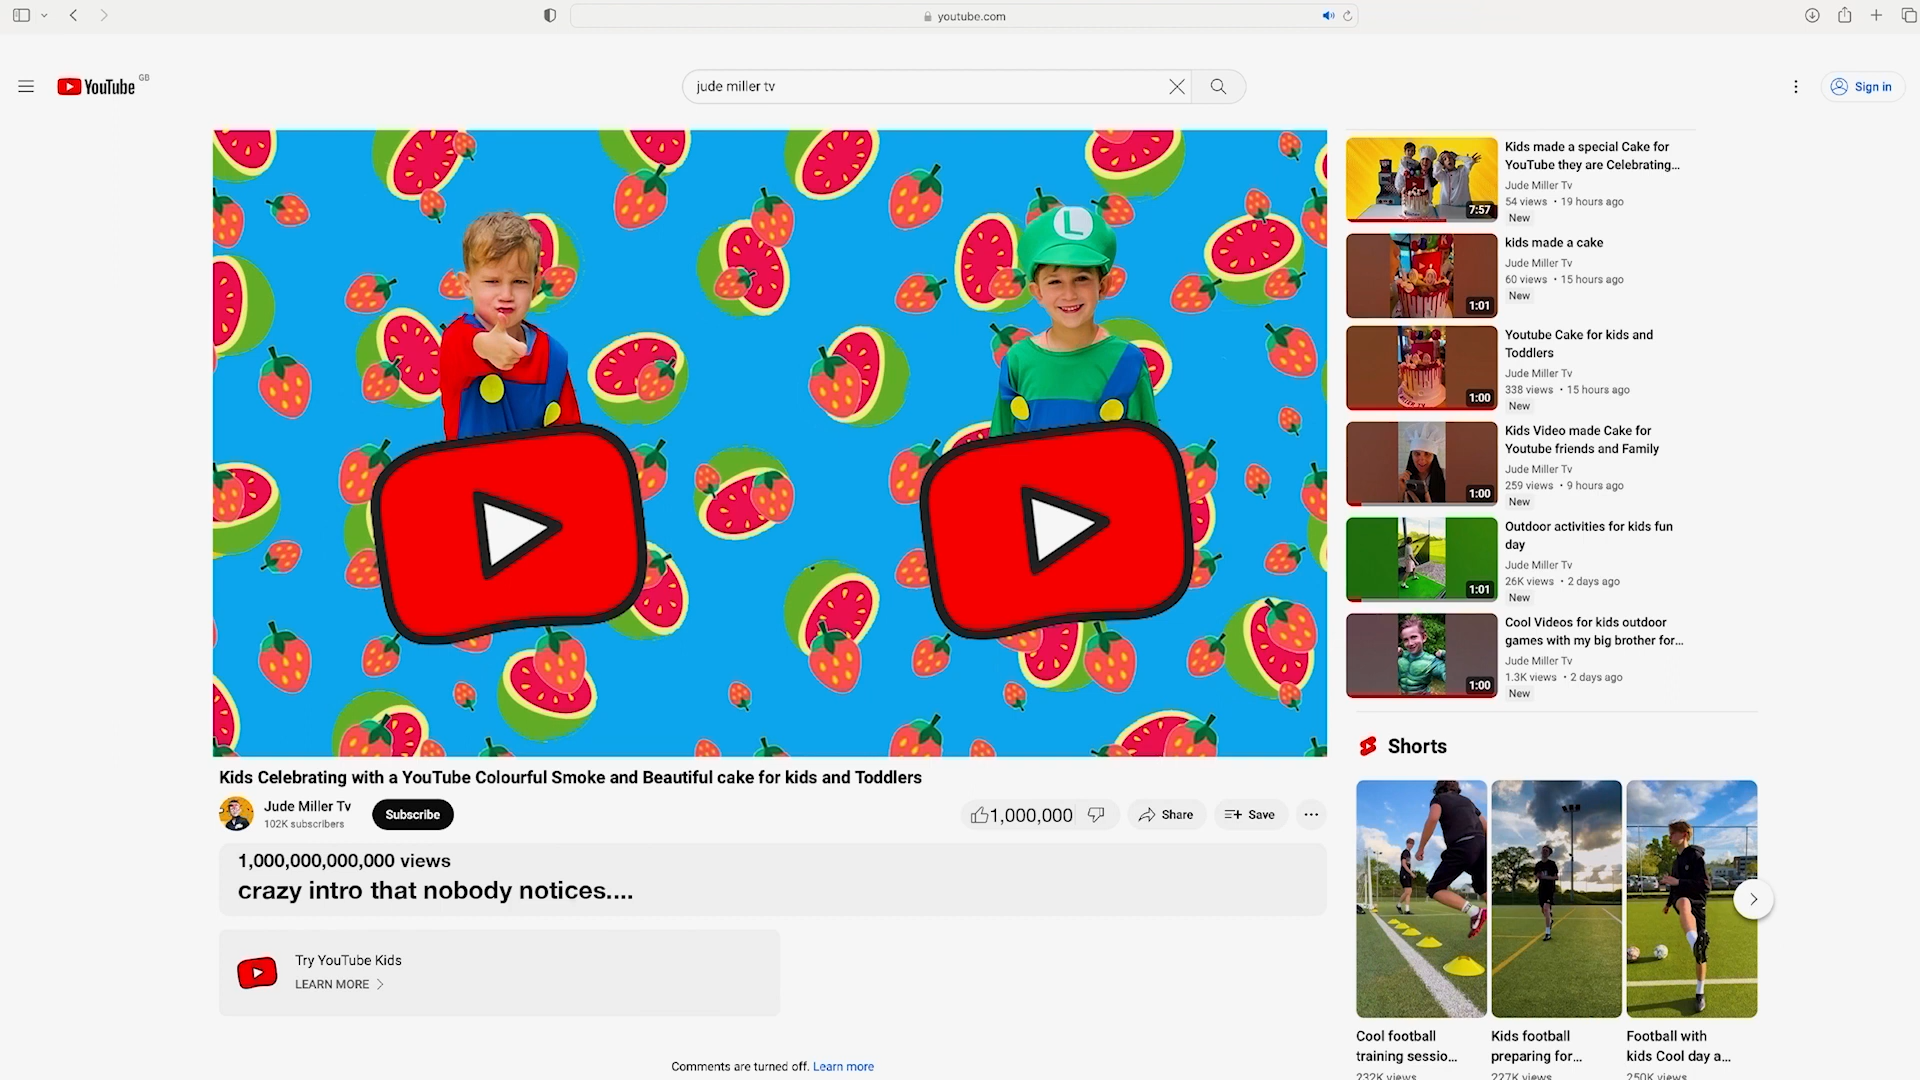 youtube.com
YouTube GB
jude miller tv
Sign in
L
Kids Celebrating with a YouTube Colourful Smoke and Beautiful cake for kids and Toddlers
Jude Miller Tv
102K subscribers
Subscribe
1,000,000
Share
Save
1,000,000,000,000 views
crazy intro that nobody notices....
Try YouTube Kids
LEARN MORE
Comments are turned off. Learn more
7:57
Kids made a special Cake for
YouTube they are Celebrating...
Jude Miller Tv
54 views • 19 hours ago
New
1:01
kids made a cake
Jude Miller Tv
60 views • 15 hours ago
New
1:00
Youtube Cake for kids and
Toddlers
Jude Miller Tv
338 views • 15 hours ago
New
1:00
Kids Video made Cake for
Youtube friends and Family
Jude Miller Tv
259 views • 9 hours ago
New
1:01
Outdoor activities for kids fun
day
Jude Miller Tv
26K views • 2 days ago
New
1:00
Cool Videos for kids outdoor
games with my big brother for...
Jude Miller Tv
1.3K views • 2 days ago
New
Shorts
Cool football
training sessio...
232K views
Kids football
preparing for...
227K views
Football with
kids Cool day a...
250K views